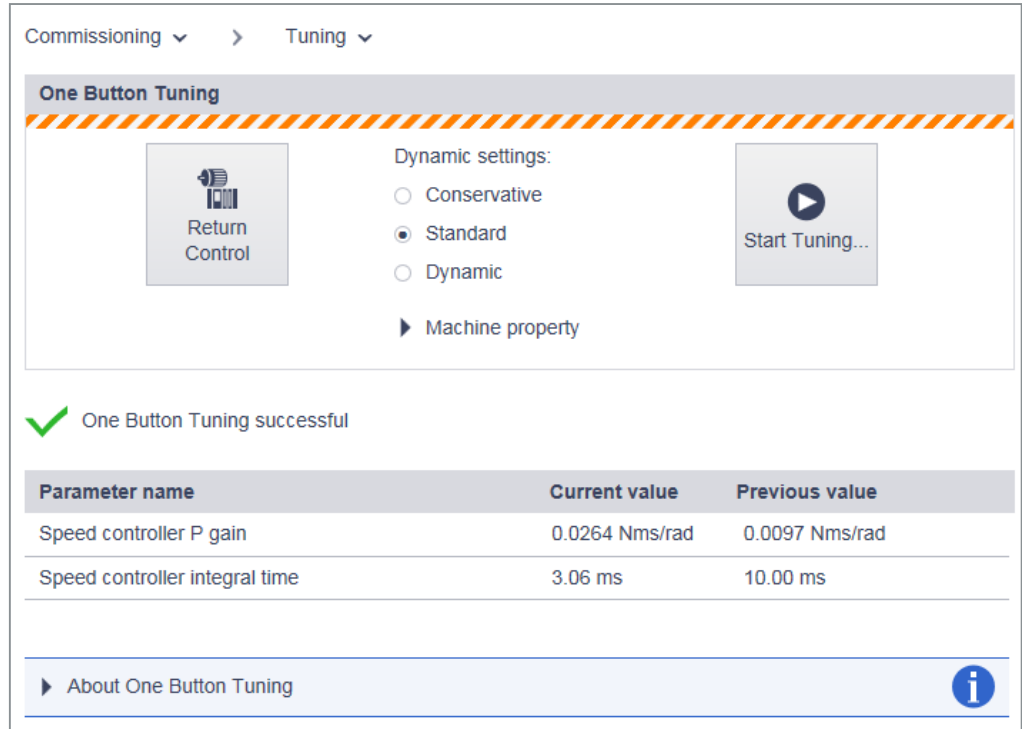 Commissioning > Tuning
One Button Tuning
Return
Control
Dynamic settings:
Conservative
Standard
Dynamic
Machine property
Start Tuning...
One Button Tuning successful
Parameter name Current value Previous value
Speed controller P gain 0.0264 Nms/rad 0.0097 Nms/rad
Speed controller integral time 3.06 ms 10.00 ms
About One Button Tuning